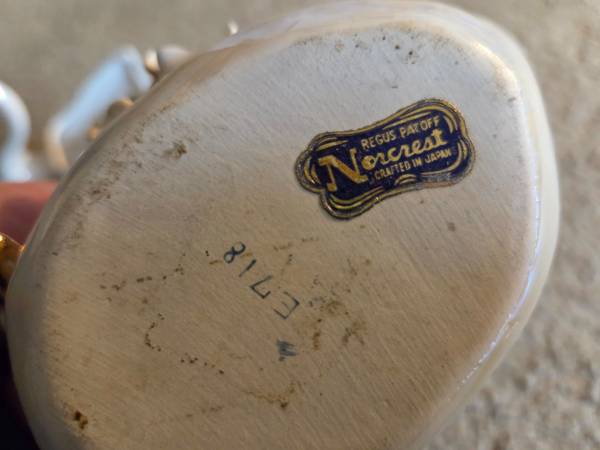 REG US PAT OFF
Norcrest
CRAFTED IN JAPAN
E718